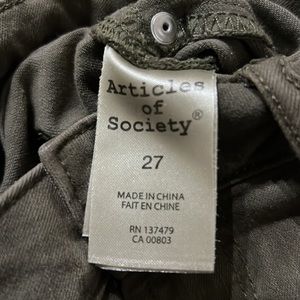 Articles
of
Society®
27
MADE IN CHINA
FAIT EN CHINE
RN 137479
CA 00803